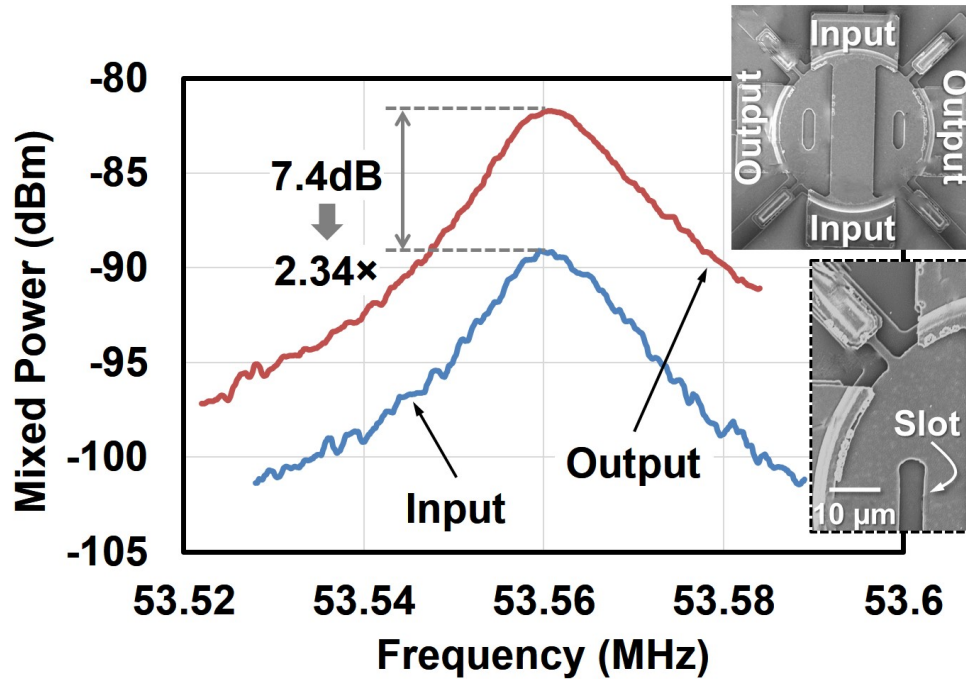 Mixed Power (dBm)
-80
-85
-90
-95
-100
-105
53.52
53.54
53.56
53.58
53.6
Frequency (MHz)
7.4dB
2.34×
Input
Output
Input
Output
Output
Input
Slot
10 µm